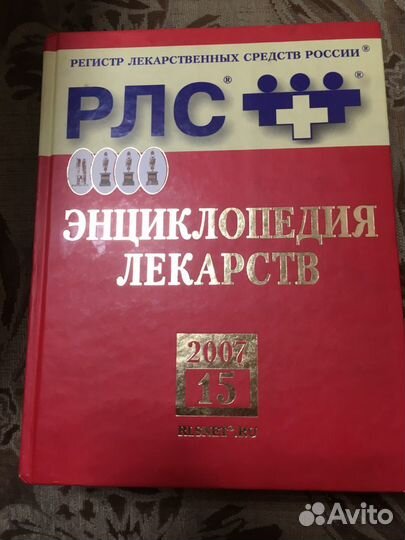 РЕГИСТР ЛЕКАРСТВЕННЫХ СРЕДСТВ РОССИИ®
РЛС® ®
ЭНЦИКЛОПЕДИЯ
ЛЕКАРСТВ
2007
15
RLSNET®.RU
Avito